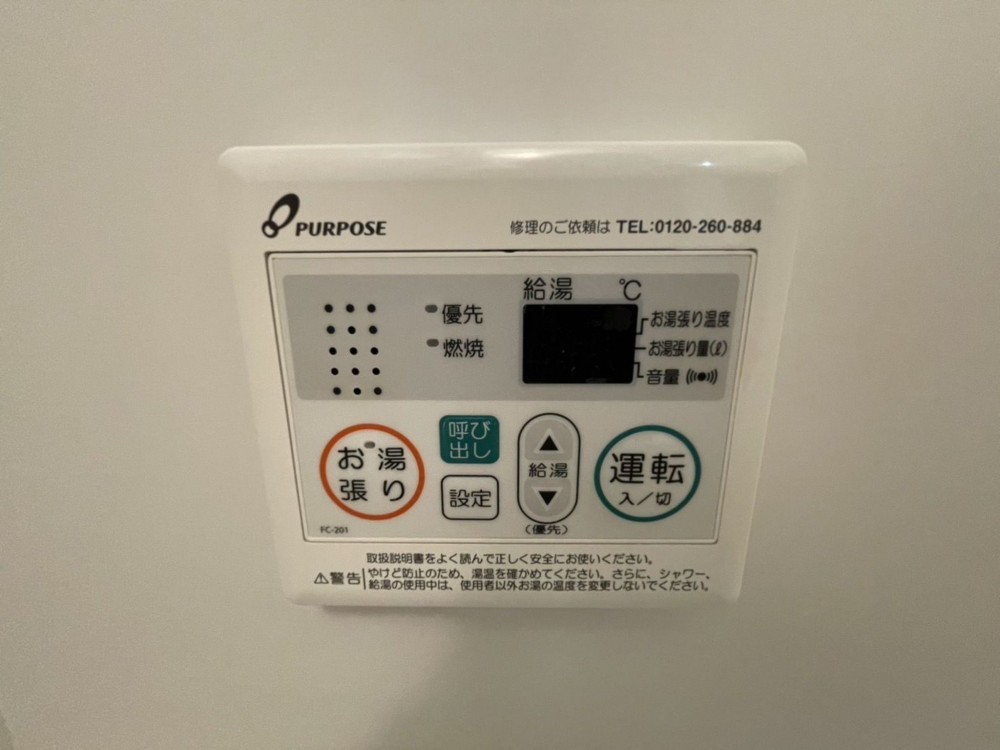 PURPOSE
修理のご依頼は TEL:0120-260-884
給湯 ℃
優先
燃焼
お湯張り温度
お湯張り量(ℓ)
音量
お湯
張り
呼び
出し
設定
▲
給湯
▼
(優先)
運転
入/切
FC-201
取扱説明書をよく読んで正しく安全にお使いください。
⚠警告
やけど防止のため、湯温を確かめてください。さらに、シャワー、
給湯の使用中は、使用者以外お湯の温度を変更しないでください。